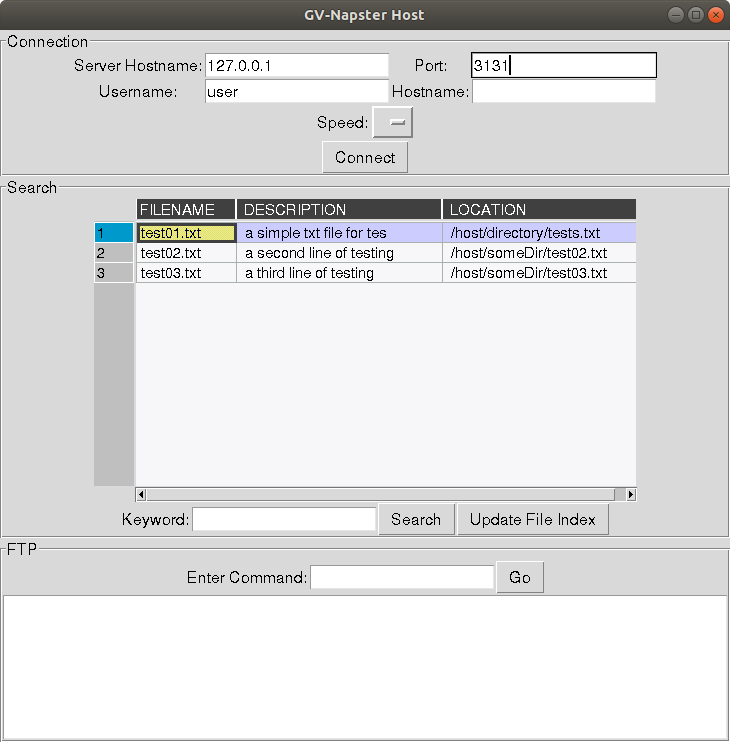 GV-Napster Host
Connection
Server Hostname: 127.0.0.1 Port: 3131
Username: user Hostname:
Speed:
Connect
Search
FILENAME DESCRIPTION LOCATION
1 test01.txt a simple txt file for tes /host/directory/tests.txt
2 test02.txt a second line of testing /host/someDir/test02.txt
3 test03.txt a third line of testing /host/someDir/test03.txt
Keyword: Search Update File Index
FTP
Enter Command: Go